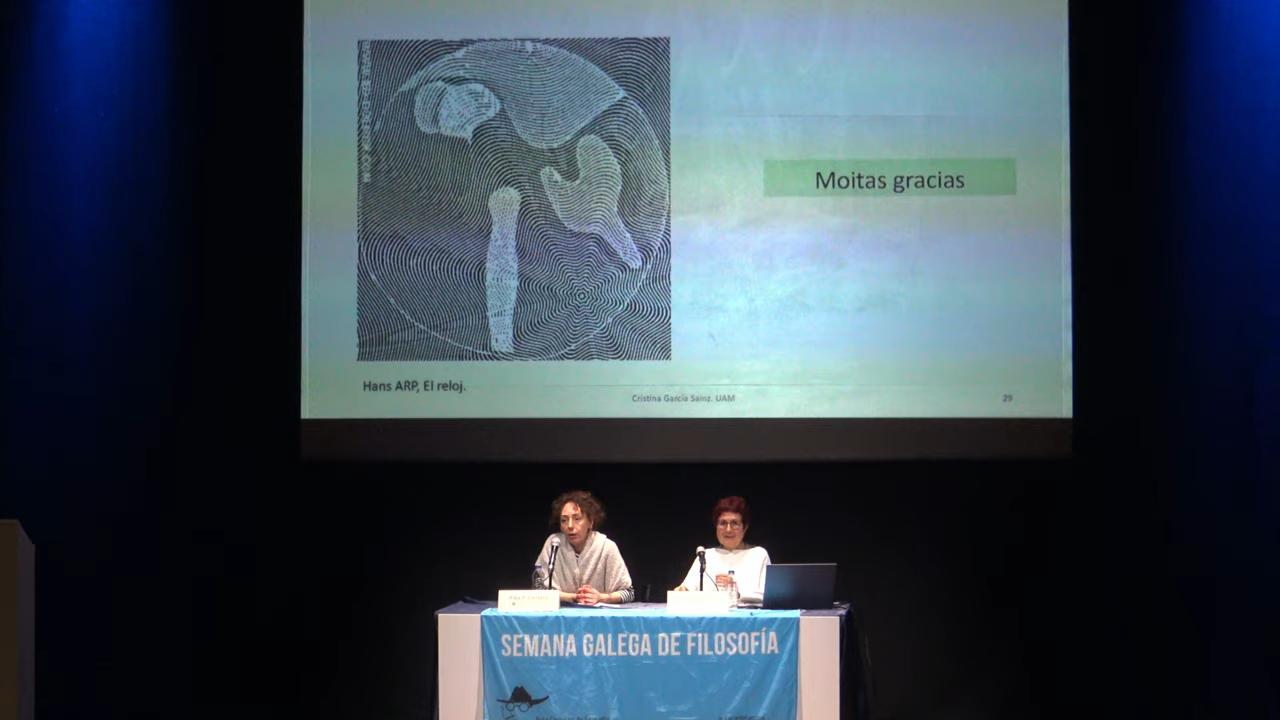 Moitas gracias
Hans ARP, El reloj.
Cristina García Sainz. UAM
29
SEMANA GALEGA DE FILOSOFÍA